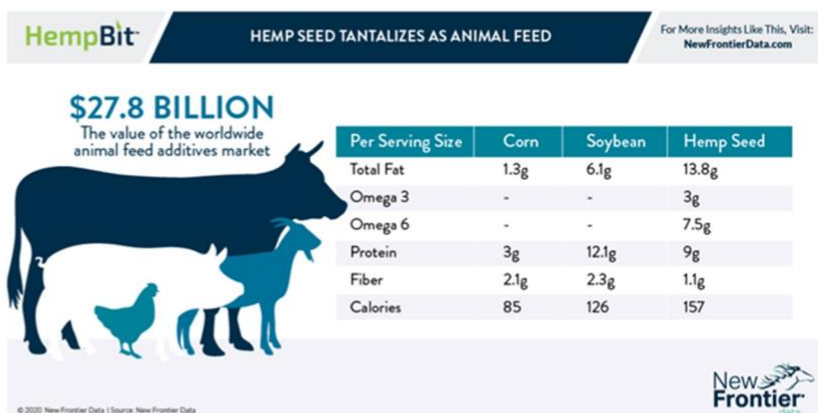 HempBit
HEMP SEED TANTALIZES AS ANIMAL FEED
For More Insights Like This, Visit:
NewFrontierData.com
$27.8 BILLION
The value of the worldwide
animal feed additives market
Per Serving Size Corn Soybean Hemp Seed
Total Fat 1.3g 6.1g 13.8g
Omega 3 - - 3g
Omega 6 - - 7.5g
Protein 3g 12.1g 9g
Fiber 2.1g 2.3g 1.1g
Calories 85 126 157
New
Frontier
data
© 2020 New Frontier Data | Source: New Frontier Data